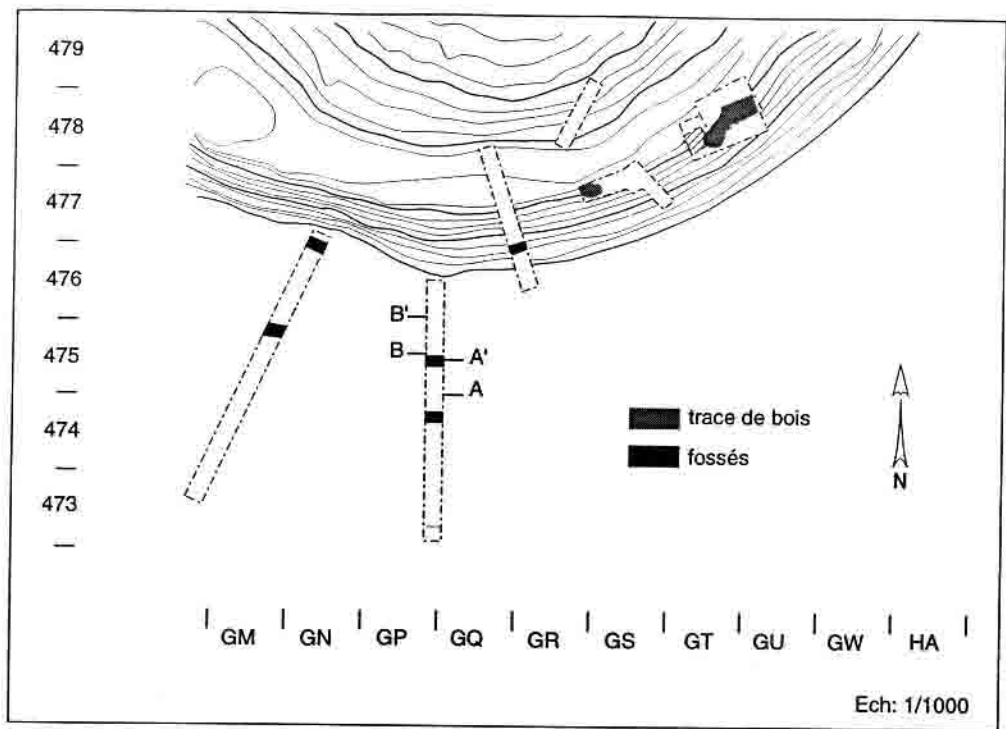 479
478
477
476
B'
475
B
A'
A
474
trace de bois
fossés
473
N
GM GN GP GQ GR GS GT GU GW HA
Ech: 1/1000